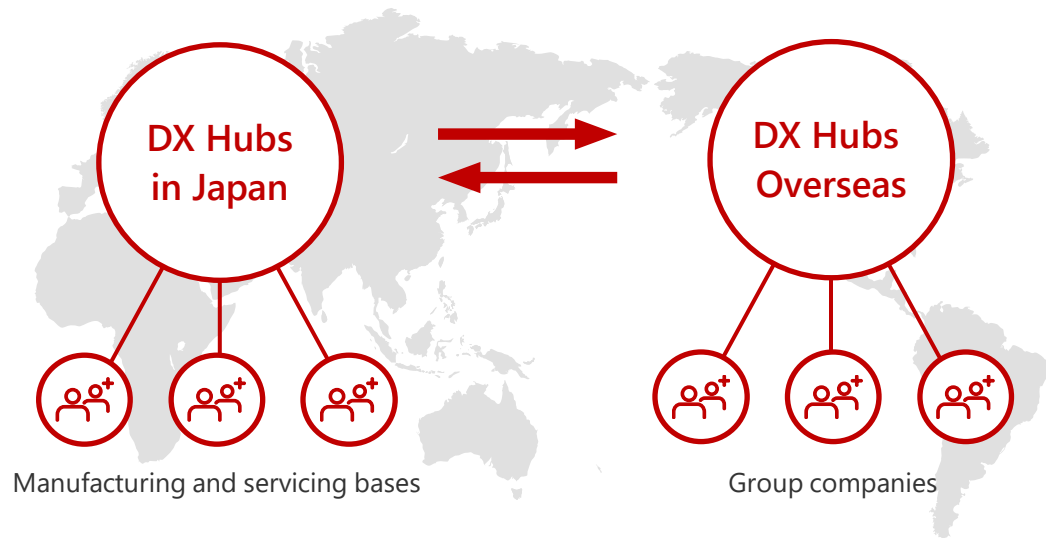 DX Hubs
in Japan
DX Hubs
Overseas
Manufacturing and servicing bases
Group companies